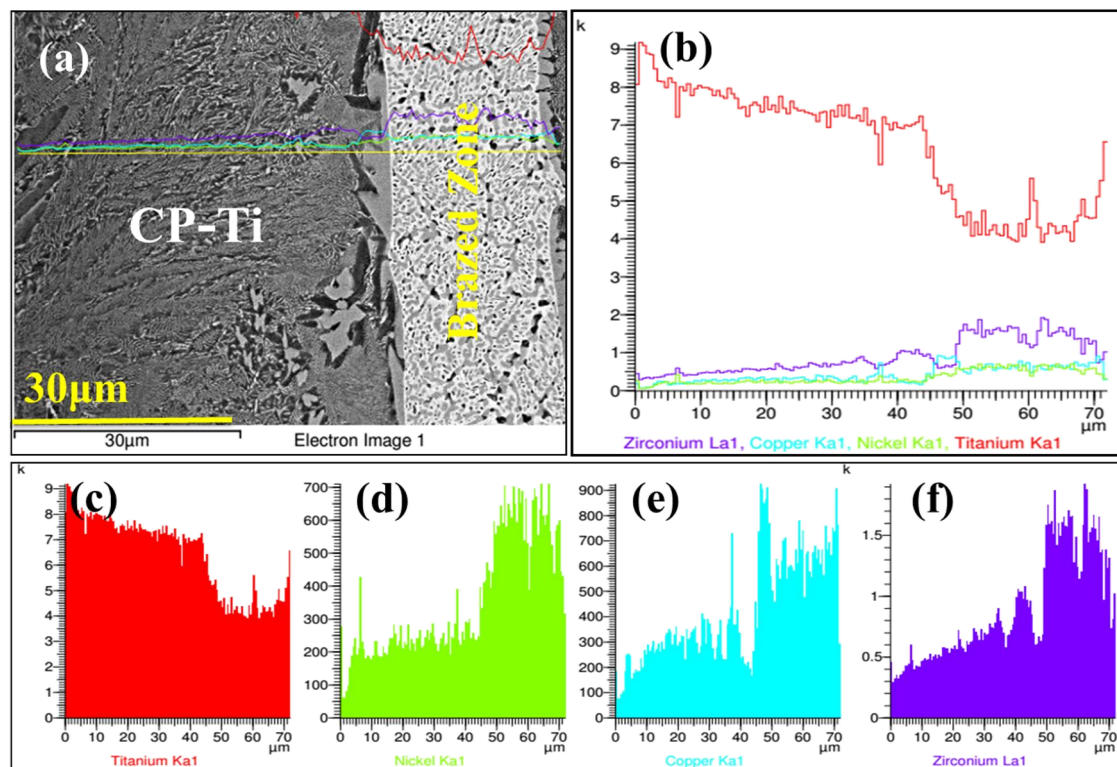 (a)
CP-Ti
Brazed Zone
30μm
30μm
Electron Image 1
k
(b)
9
8
7
6
5
4
3
2
1
0
0 10 20 30 40 50 60 70
μm
Zirconium La1, Copper Ka1, Nickel Ka1, Titanium Ka1
k
(c)
9
8
7
6
5
4
3
2
1
0
0 10 20 30 40 50 60 70
μm
Titanium Ka1
(d)
700
600
500
400
300
200
100
0
0 10 20 30 40 50 60 70
μm
Nickel Ka1
(e)
900
800
700
600
500
400
300
200
100
0
0 10 20 30 40 50 60 70
μm
Copper Ka1
k
(f)
1.5
1
0.5
0
0 10 20 30 40 50 60 70
μm
Zirconium La1